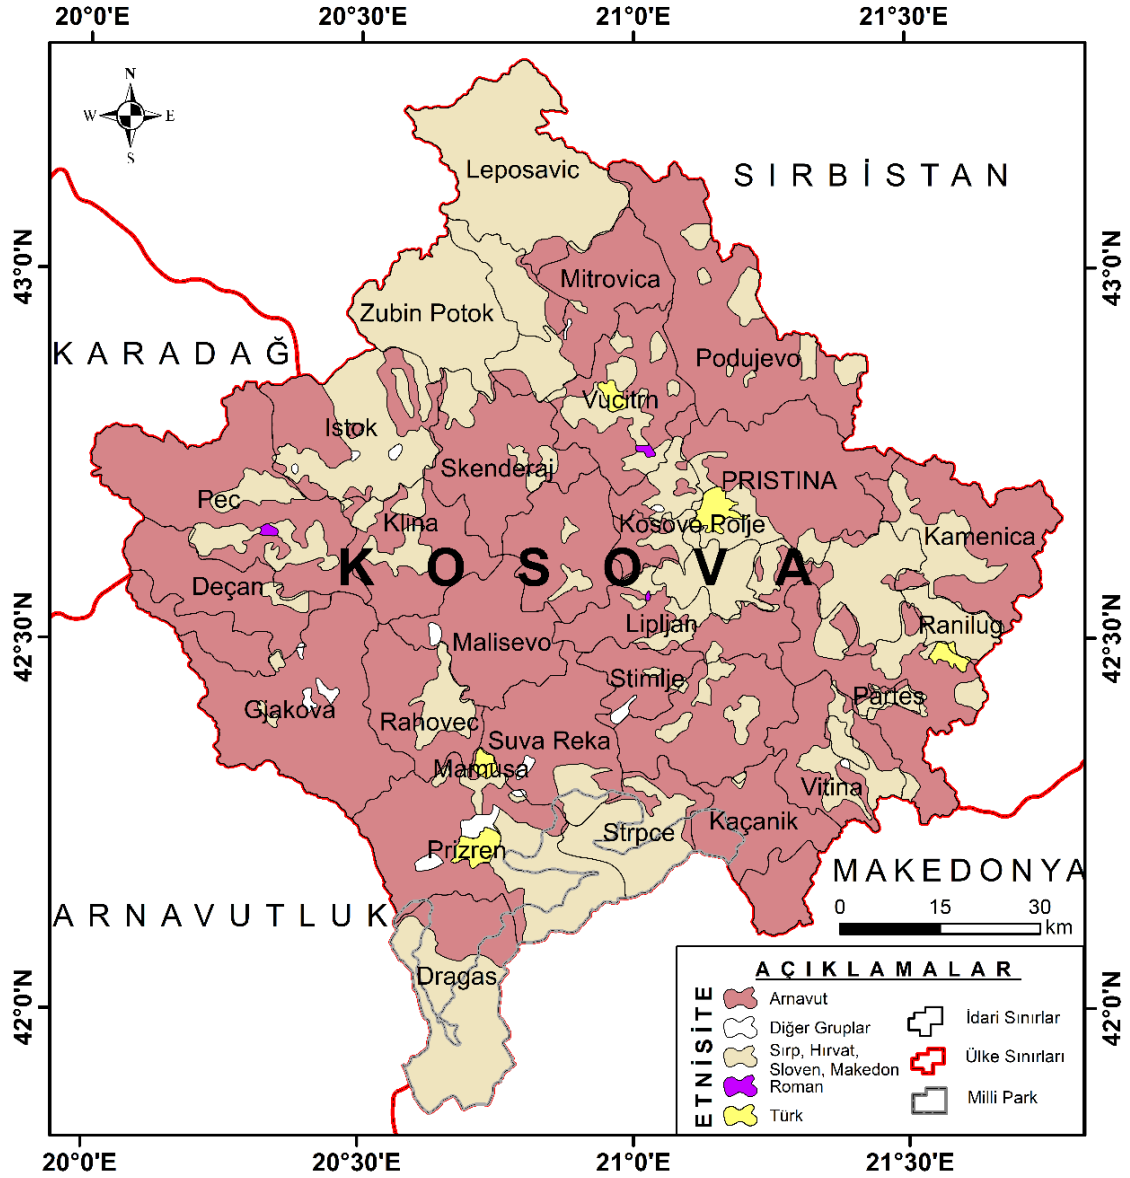 20°0'E 20°30'E 21°0'E 21°30'E
N
W E
S
Leposavic
SIRBİSTAN
43°0'N 43°0'N
Mitrovica
Zubin Potok
KARADAĞ
Podujevo
Vucitrn
Istok
Skenderaj
PRISTINA
Pec
Klina
Kosove Polje
Kamenica
KOSOVA
Deçan
Lipljan
Ranilug
42°30'N 42°30'N
Malisevo
Stimlje
Partes
Gjakova
Rahovec
Suva Reka
Mamusa
Vitina
Kaçanik
Strpce
Prizren
MAKEDONYA
0 15 30
km
ARNAVUTLUK
Dragas
42°0'N 42°0'N
AÇIKLAMALAR
ETNİSİTE
Arnavut
Diğer Gruplar
Sırp, Hırvat,
Sloven, Makedon
Roman
Türk
İdari Sınırlar
Ülke Sınırları
Milli Park
20°0'E 20°30'E 21°0'E 21°30'E